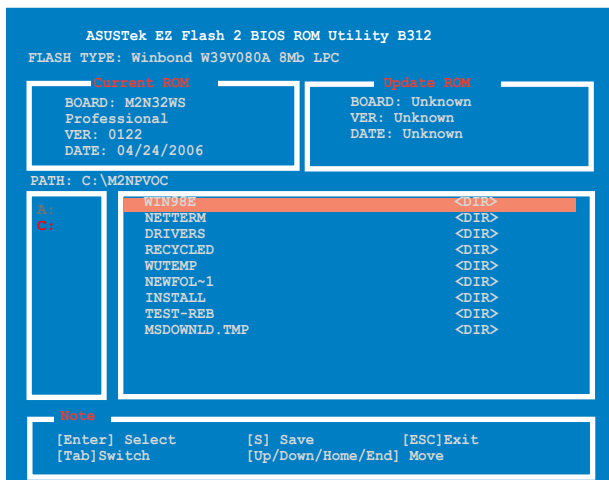 ASUSTek EZ Flash 2 BIOS ROM Utility B312
FLASH TYPE: Winbond W39V080A 8Mb LPC
Current ROM
BOARD: M2N32WS
Professional
VER: 0122
DATE: 04/24/2006
Update ROM
BOARD: Unknown
VER: Unknown
DATE: Unknown
PATH: C:\M2NPVOC
A:
C:
WIN98E <DIR>
NETTERM <DIR>
DRIVERS <DIR>
RECYCLED <DIR>
WUTEMP <DIR>
NEWFOL~1 <DIR>
INSTALL <DIR>
TEST-REB <DIR>
MSDOWNLD.TMP <DIR>
Note
[Enter] Select [S] Save [ESC]Exit
[Tab]Switch [Up/Down/Home/End] Move